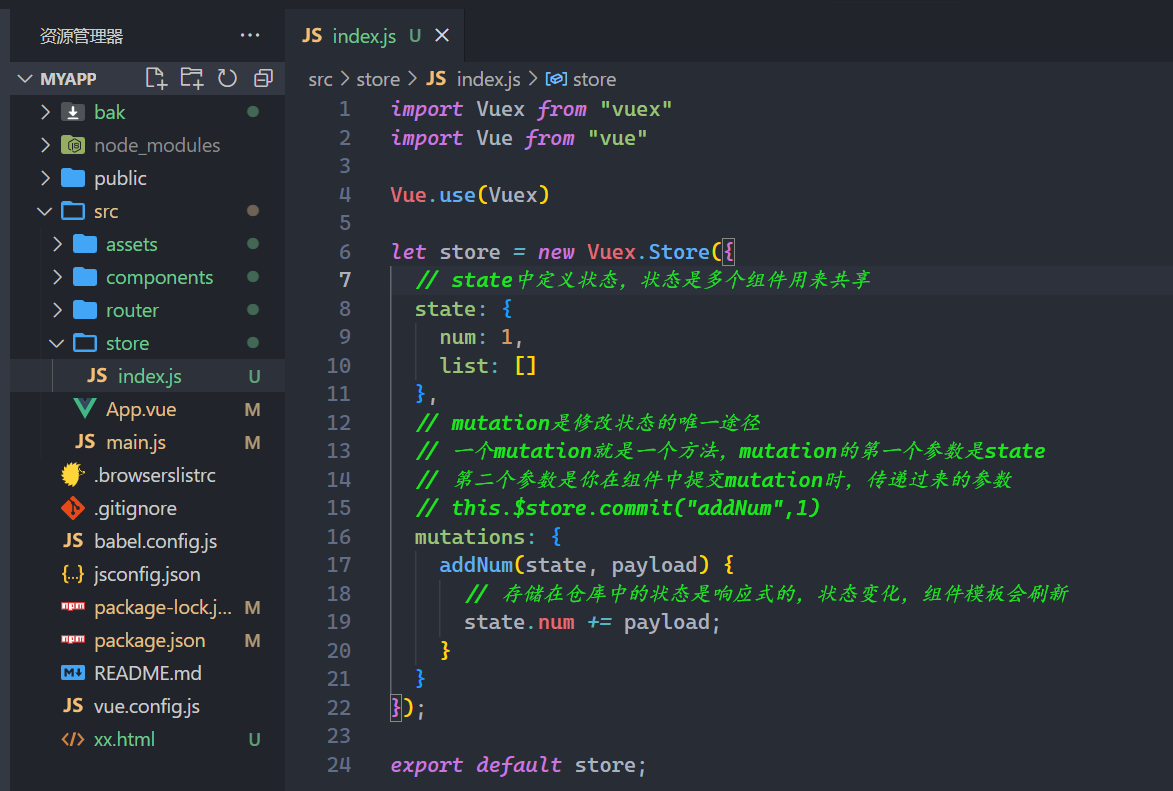 资源管理器
MYAPP
bak
node_modules
public
src
assets
components
router
store
JS index.js U
App.vue M
JS main.js M
.browserslistrc
.gitignore
JS babel.config.js
{..} jsconfig.json
npm package-lock.j... M
npm package.json M
M README.md
JS vue.config.js
xx.html U
JS index.js U
src > store > JS index.js > store
1 import Vuex from "vuex"
2 import Vue from "vue"
3
4 Vue.use(Vuex)
5
6 let store = new Vuex.Store({
7 // state中定义状态，状态是多个组件用来共享
8 state: {
9 num: 1,
10 list: []
11 },
12 // mutation是修改状态的唯一途径
13 // 一个mutation就是一个方法，mutation的第一个参数是state
14 // 第二个参数是你在组件中提交mutation时，传递过来的参数
15 // this.$store.commit("addNum",1)
16 mutations: {
17 addNum(state, payload) {
18 // 存储在仓库中的状态是响应式的，状态变化，组件模板会刷新
19 state.num += payload;
20 }
21 }
22 });
23
24 export default store;